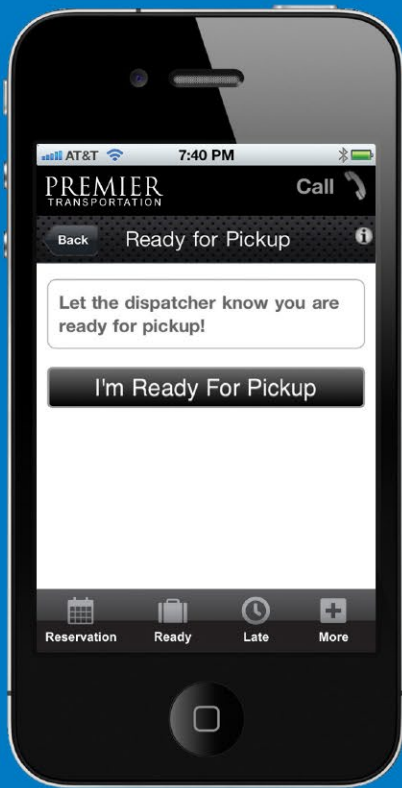 AT&T 7:40 PM
PREMIER
TRANSPORTATION
Call
Back Ready for Pickup i
Let the dispatcher know you are
ready for pickup!
I'm Ready For Pickup
Reservation Ready Late More